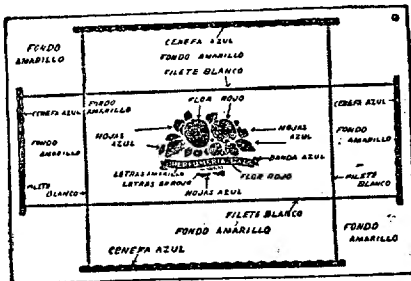 FONDO
AMARILLO
CENEFA AZUL
FONDO AMARILLO
FILETE BLANCO
CENEFA AZUL
FONDO
AMARILLO
FLOR ROJO
CENEFA AZUL
FONDO
AMARILLO
HOJAS
AZUL
HOJAS
AZUL
FONDO
AMARILLO
BANDA AZUL
FILETE
BLANCO
LETRAS AMARILLO
LETRAS EN ROJO
FLOR ROJO
FILETE
BLANCO
HOJAS AZUL
FILETE BLANCO
FONDO AMARILLO
FONDO
AMARILLO
CENEFA AZUL